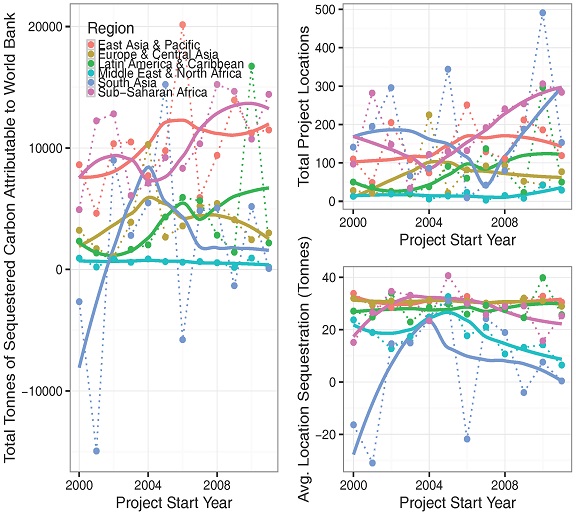 Total Tonnes of Sequestered Carbon Attributable to World Bank
20000
10000
0
−10000
Region
East Asia & Pacific
Europe & Central Asia
Latin America & Caribbean
Middle East & North Africa
South Asia
Sub−Saharan Africa
2000
2004
2008
Project Start Year
Total Project Locations
500
400
300
200
100
0
2000
2004
2008
Project Start Year
Avg. Location Sequestration (Tonnes)
40
20
0
−20
2000
2004
2008
Project Start Year